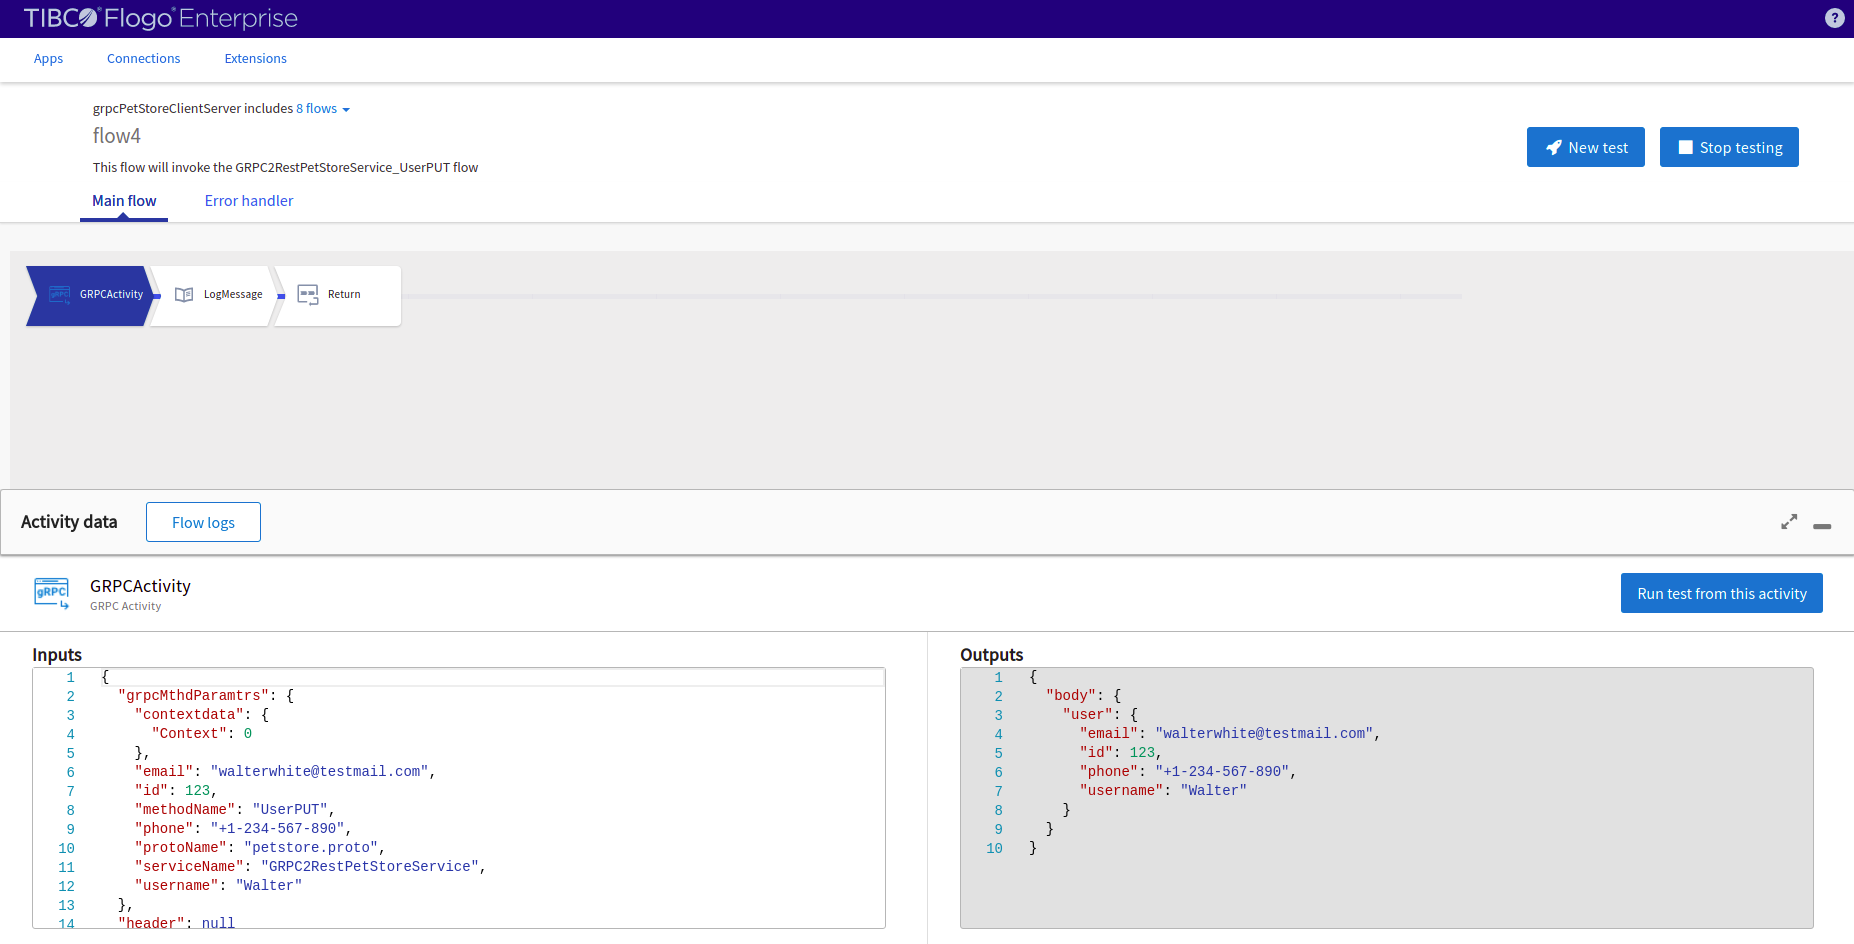 TIBCO® Flogo® Enterprise
?
Apps Connections Extensions
grpcPetStoreClientServer includes 8 flows
flow4
This flow will invoke the GRPC2RestPetStoreService_UserPUT flow
New test
Stop testing
Main flow Error handler
gRPC GRPCActivity LogMessage Return
Activity data Flow logs
gRPC GRPCActivity
GRPC Activity
Run test from this activity
Inputs
1 {
2 "grpcMthdParamtrs": {
3 "contextdata": {
4 "Context": 0
5 },
6 "email": "walterwhite@testmail.com",
7 "id": 123,
8 "methodName": "UserPUT",
9 "phone": "+1-234-567-890",
10 "protoName": "petstore.proto",
11 "serviceName": "GRPC2RestPetStoreService",
12 "username": "Walter"
13 },
14 "header": null
Outputs
1 {
2 "body": {
3 "user": {
4 "email": "walterwhite@testmail.com",
5 "id": 123,
6 "phone": "+1-234-567-890",
7 "username": "Walter"
8 }
9 }
10 }